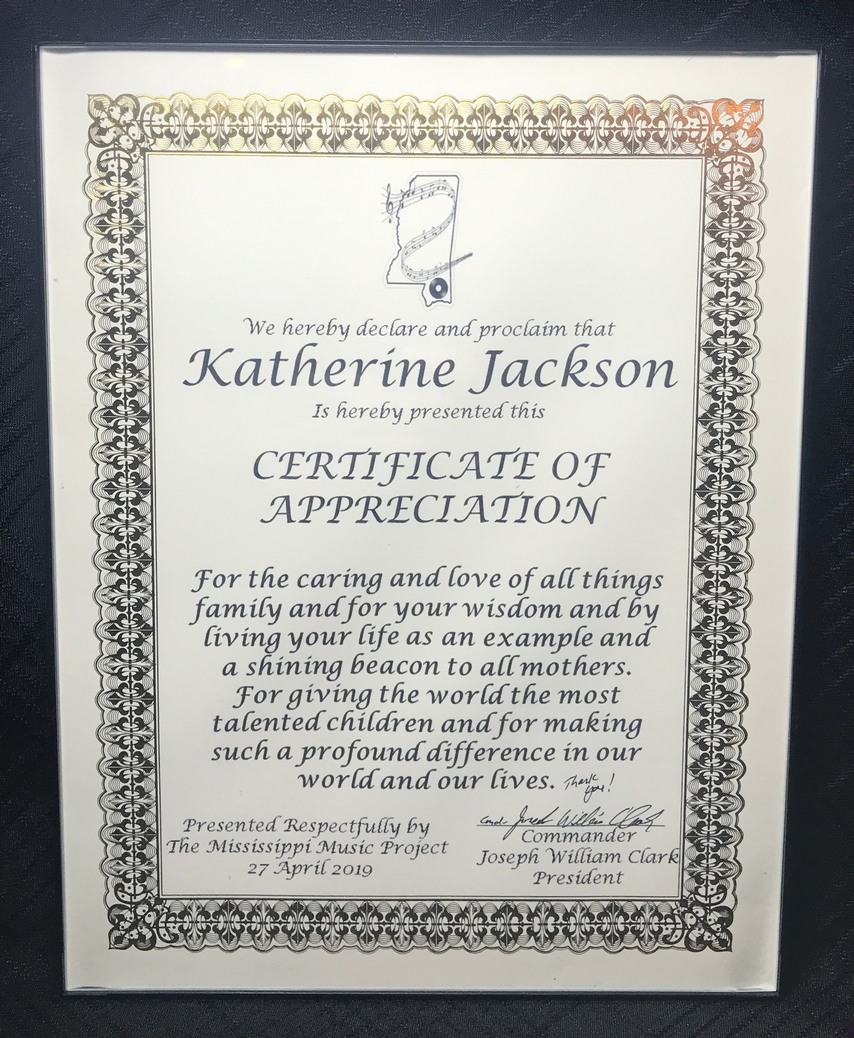 We hereby declare and proclaim that
Katherine Jackson
Is hereby presented this
CERTIFICATE OF
APPRECIATION
For the caring and love of all things
family and for your wisdom and by
living your life as an example and
a shining beacon to all mothers.
For giving the world the most
talented children and for making
such a profound difference in our
world and our lives. Thank
you!
Presented Respectfully by
The Mississippi Music Project
27 April 2019
Cmdr Joseph William Clark
Commander
Joseph William Clark
President